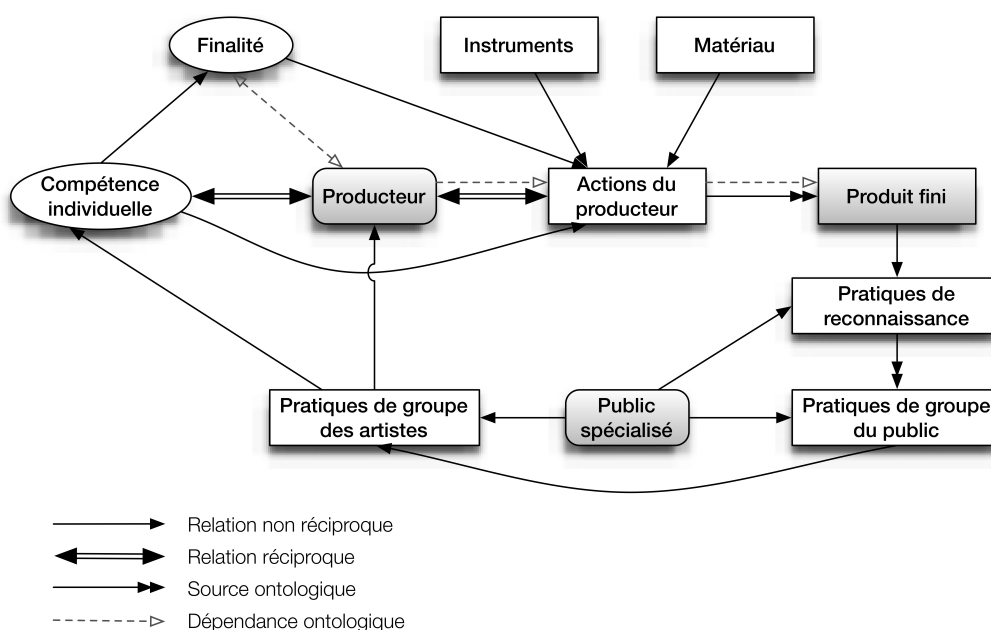 Finalité
Instruments
Matériau
Compétence
individuelle
Producteur
Actions du
producteur
Produit fini
Pratiques de
reconnaissance
Pratiques de groupe
des artistes
Public
spécialisé
Pratiques de groupe
du public
Relation non réciproque
Relation réciproque
Source ontologique
Dépendance ontologique